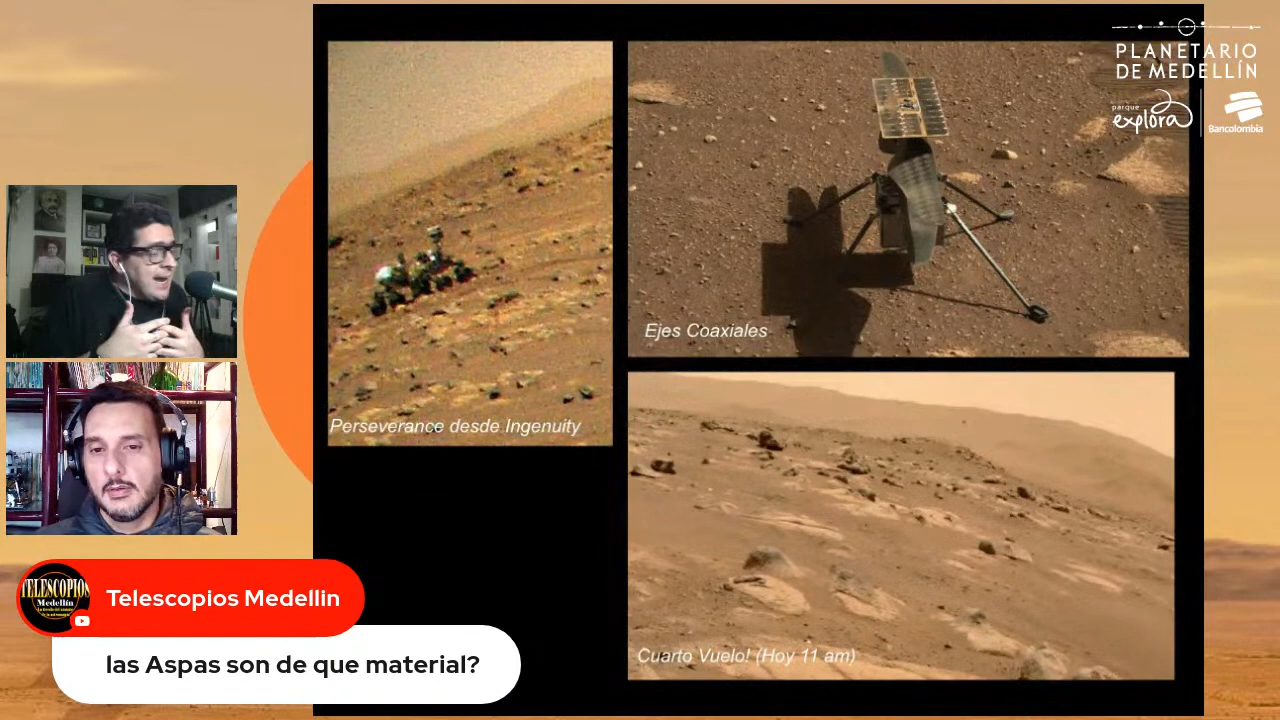 PLANETARIO
DE MEDELLÍN
parque
explora
Bancolombia
Ejes Coaxiales
Perseverance desde Ingenuity
Cuarto Vuelo! (Hoy 11 am)
TELESCOPIOS
Medellín
Telescopios Medellin
las Aspas son de que material?